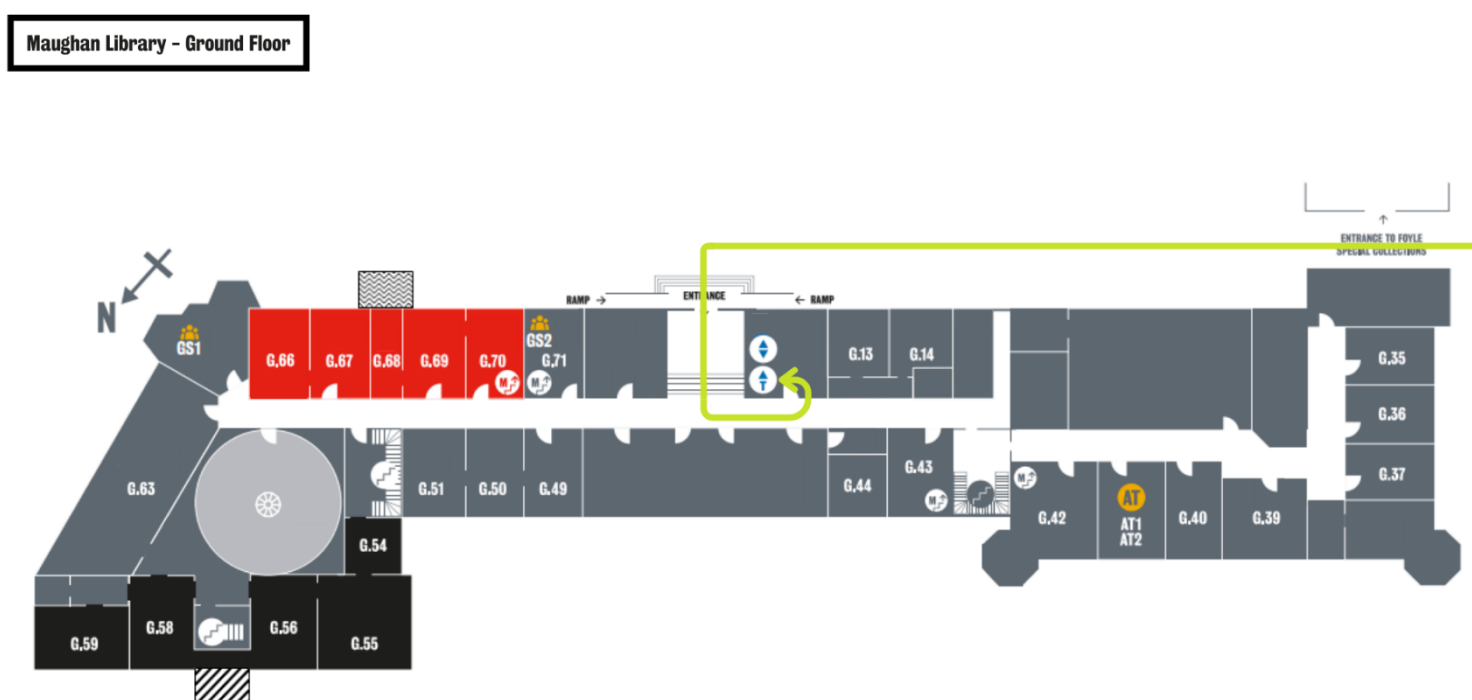 Maughan Library – Ground Floor
ENTRANCE TO FOYLE
SPECIAL COLLECTIONS
N
RAMP →
ENTRANCE
← RAMP
GS1
GS2
G.66
G.67
G.68
G.69
G.70
G.71
M
M
G.13
G.14
G.35
G.36
G.37
G.63
G.51
G.50
G.49
G.44
G.43
M
M
G.42
AT
AT1
AT2
G.40
G.39
G.54
G.59
G.58
G.56
G.55